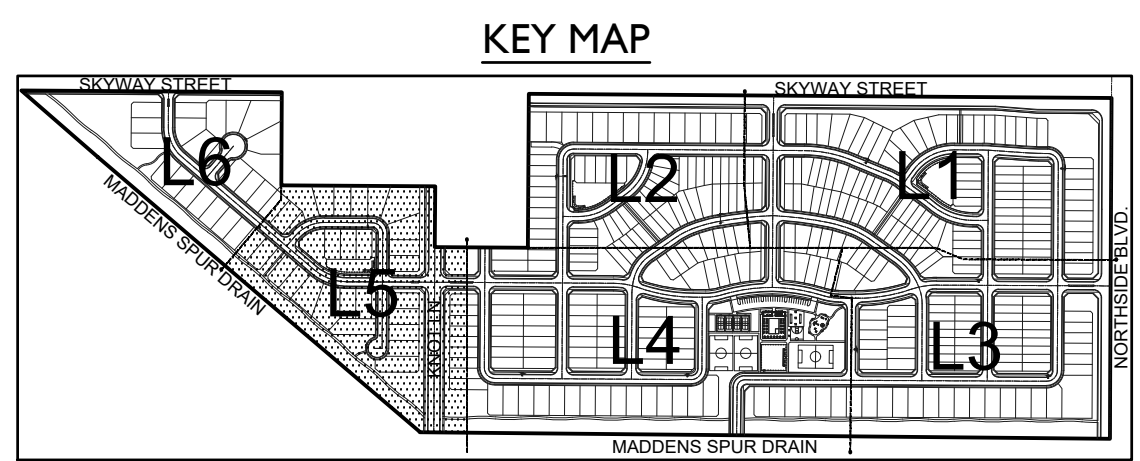 KEY MAP
SKYWAY STREET
SKYWAY STREET
L6
L2
L1
MADDENS SPUR DRAIN
NORTHSIDE BLVD.
L5
KNOTT LN
L4
L3
MADDENS SPUR DRAIN